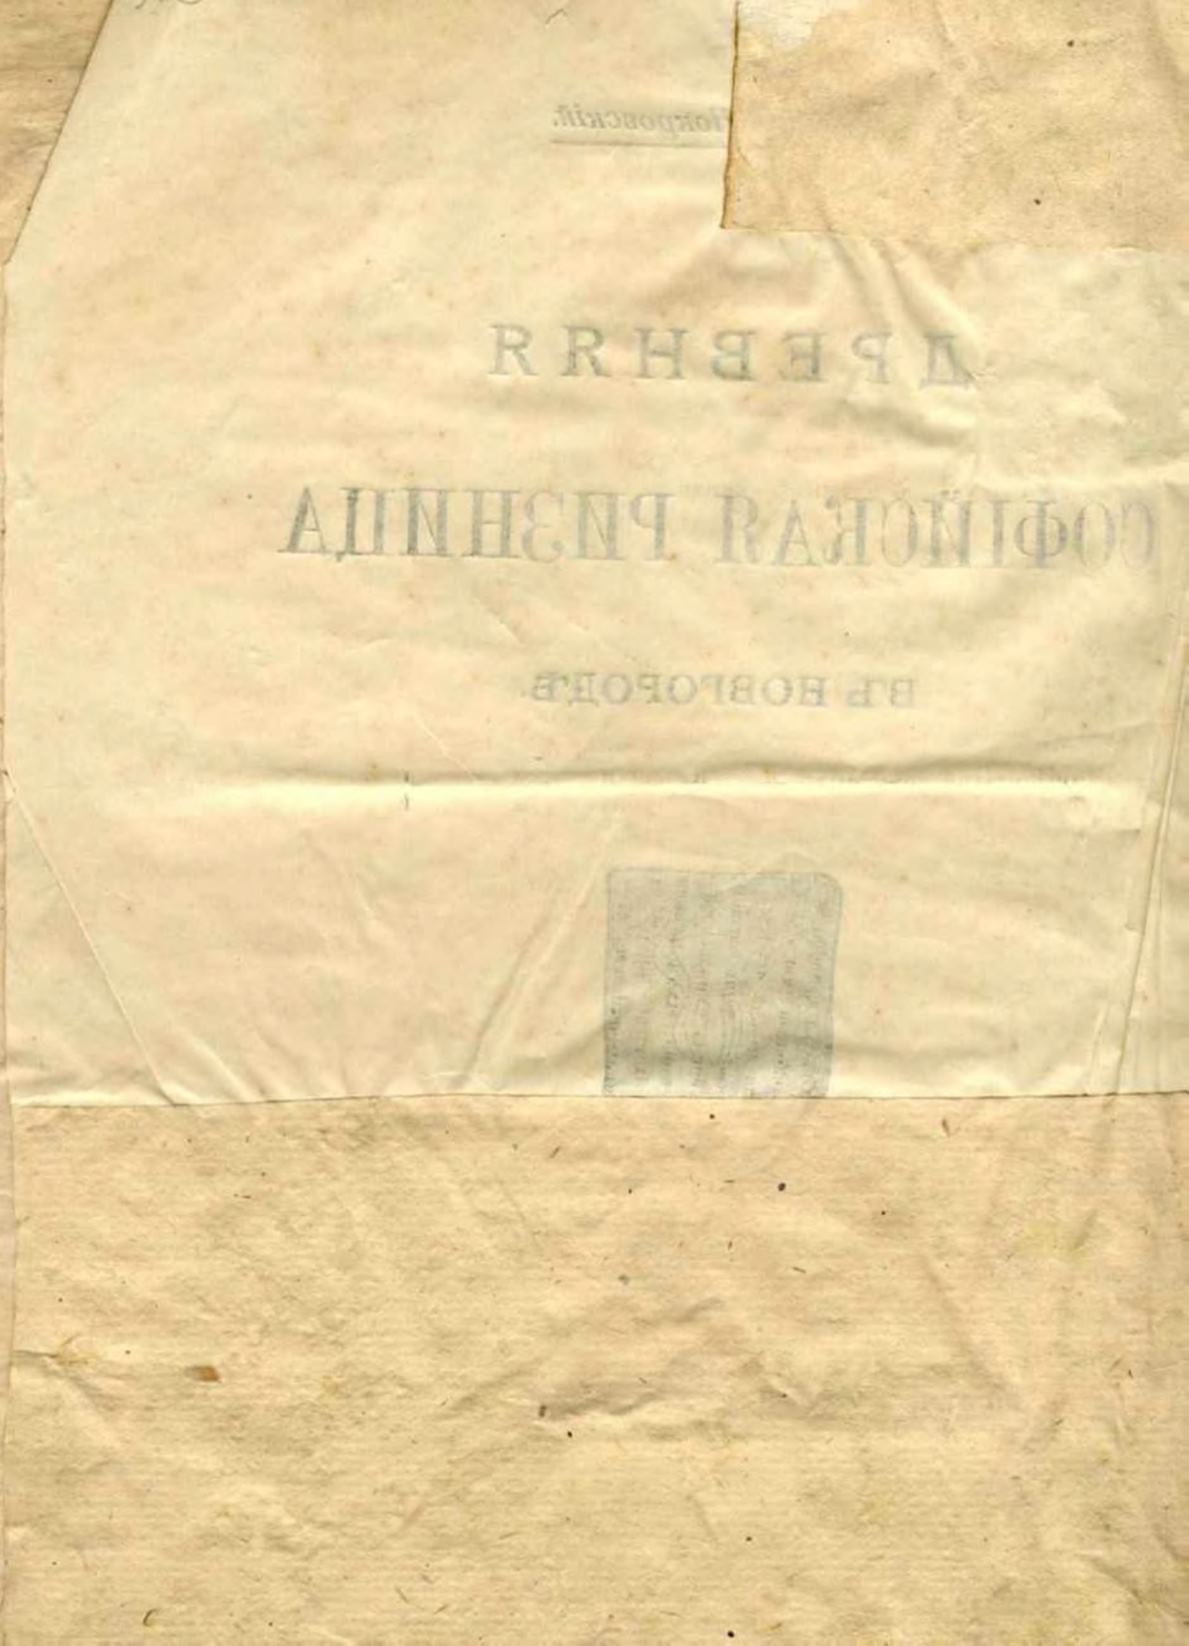 Покровскій.
ДРЕВНЯЯ
СОФІЙСКАЯ РИЗНИЦА
ВЪ НОВГОРОДѢ.